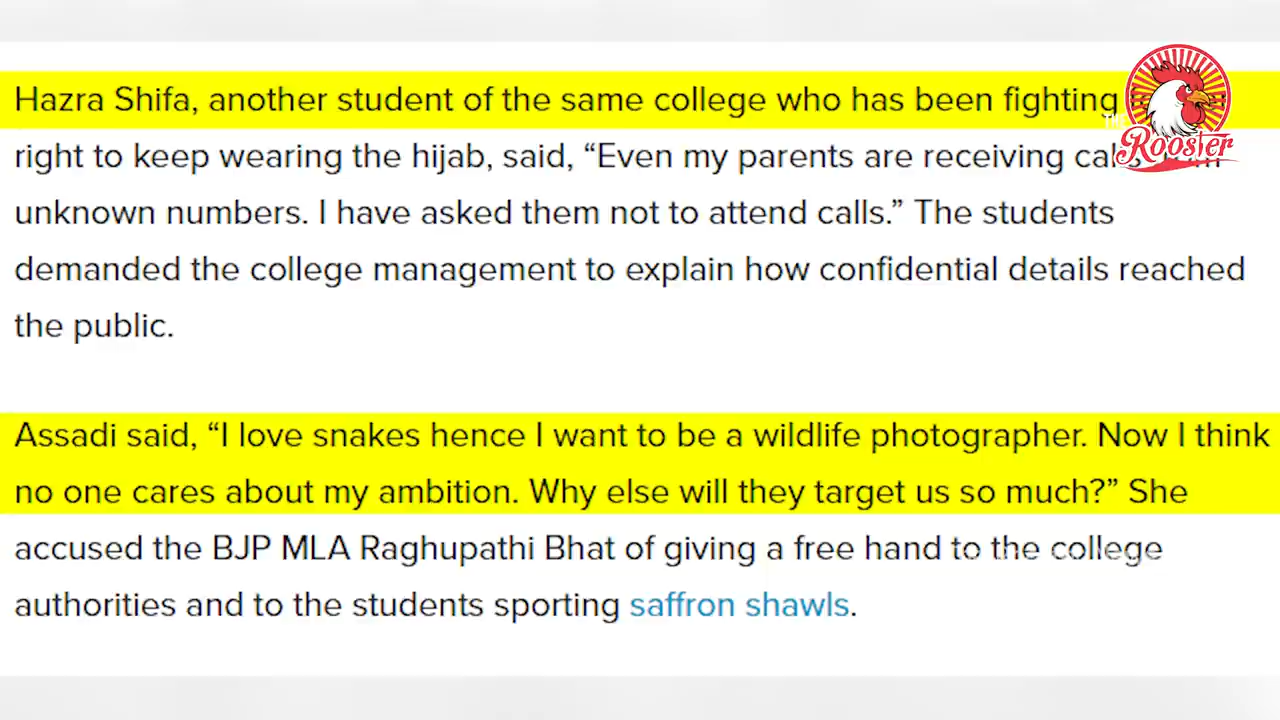 Hazra Shifa, another student of the same college who has been fighting
right to keep wearing the hijab, said, “Even my parents are receiving
unknown numbers. I have asked them not to attend calls.” The students
demanded the college management to explain how confidential details reached
the public.
Assadi said, “I love snakes hence I want to be a wildlife photographer. Now I think
no one cares about my ambition. Why else will they target us so much?” She
accused the BJP MLA Raghupathi Bhat of giving a free hand to the college
authorities and to the students sporting saffron shawls.
THE
Rooster